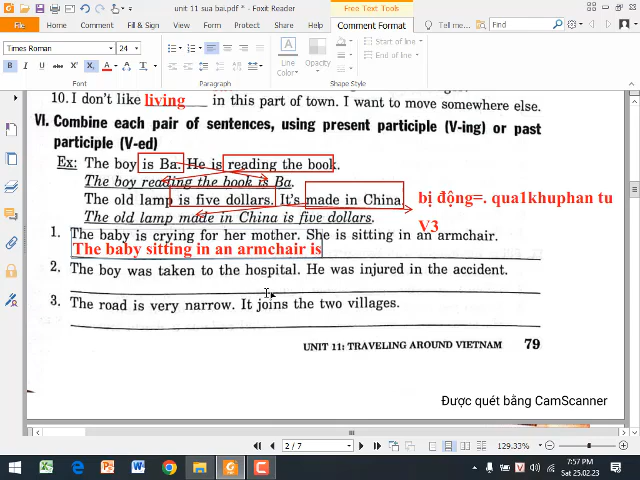 unit 11 sua bai.pdf * - Foxit Reader
Free Text Tools
File Home Comment View Form Protect Share Help Comment Format Tell me... Find
Times Roman 24
Start of line
End of line
B I U X₂ X² A
Area Opacity
Font Paragraph Style
10. I don't like living ___ in this part of town. I want to move somewhere else.
VI. Combine each pair of sentences, using present participle (V-ing) or past
participle (V-ed)
Ex: The boy is Ba. He is reading the book.
The boy reading the book is Ba.
The old lamp is five dollars. It's made in China.
bị động=. qua1khuphan tu
The old lamp made in China is five dollars.
V3
1. The baby is crying for her mother. She is sitting in an armchair.
The baby sitting in an armchair is
2. The boy was taken to the hospital. He was injured in the accident.
3. The road is very narrow. It joins the two villages.
UNIT 11: TRAVELING AROUND VIETNAM 79
Được quét bằng CamScanner
2 / 7 129.33%
7:57 PM
Sat 25.02.23